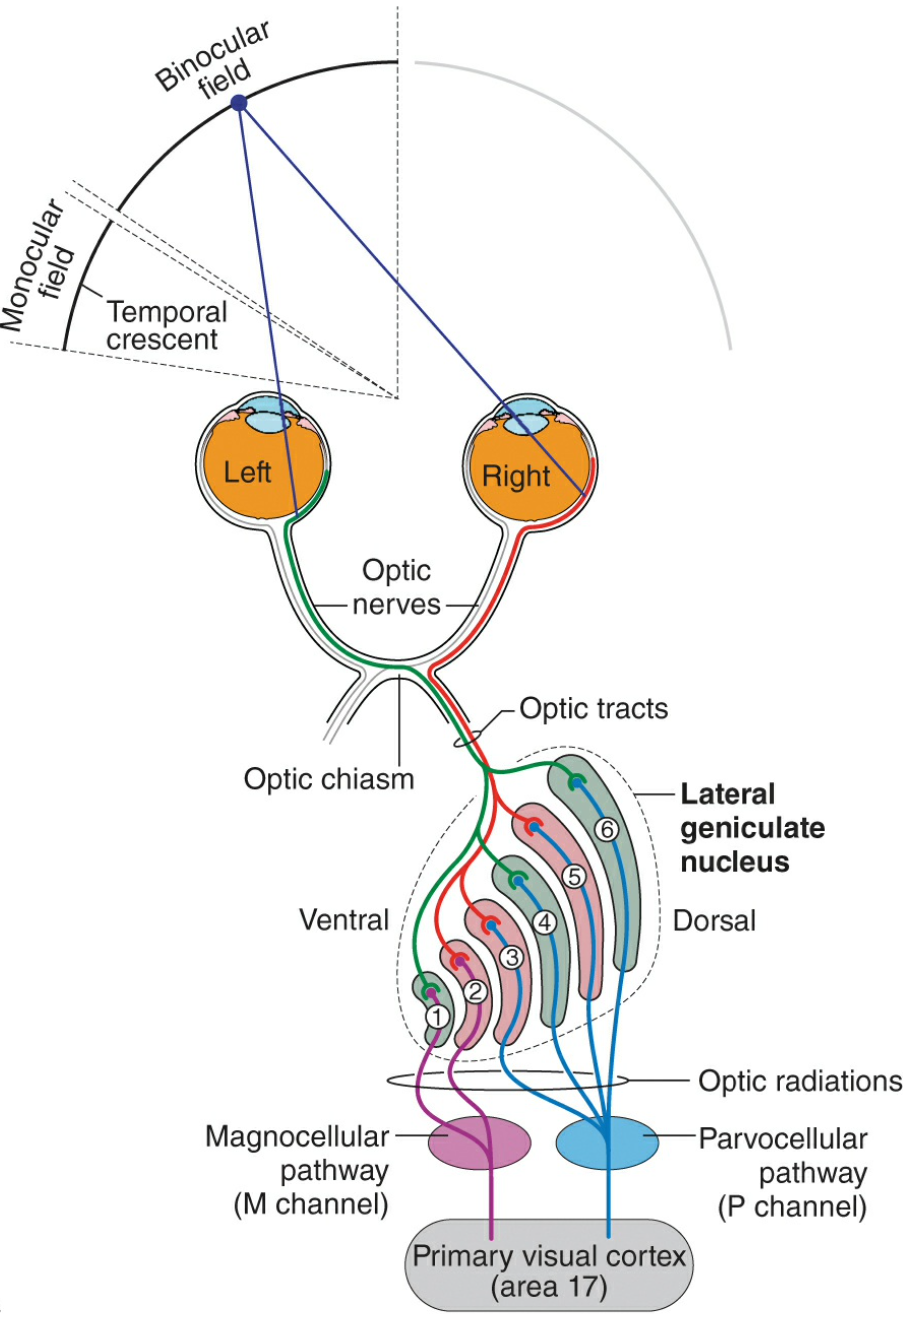 Binocular
field
Monocular
field
Temporal
crescent
Left
Right
Optic
nerves
Optic tracts
Optic chiasm
Lateral
geniculate
nucleus
Ventral
Dorsal
6
5
4
3
2
1
Optic radiations
Magnocellular
pathway
(M channel)
Parvocellular
pathway
(P channel)
Primary visual cortex
(area 17)